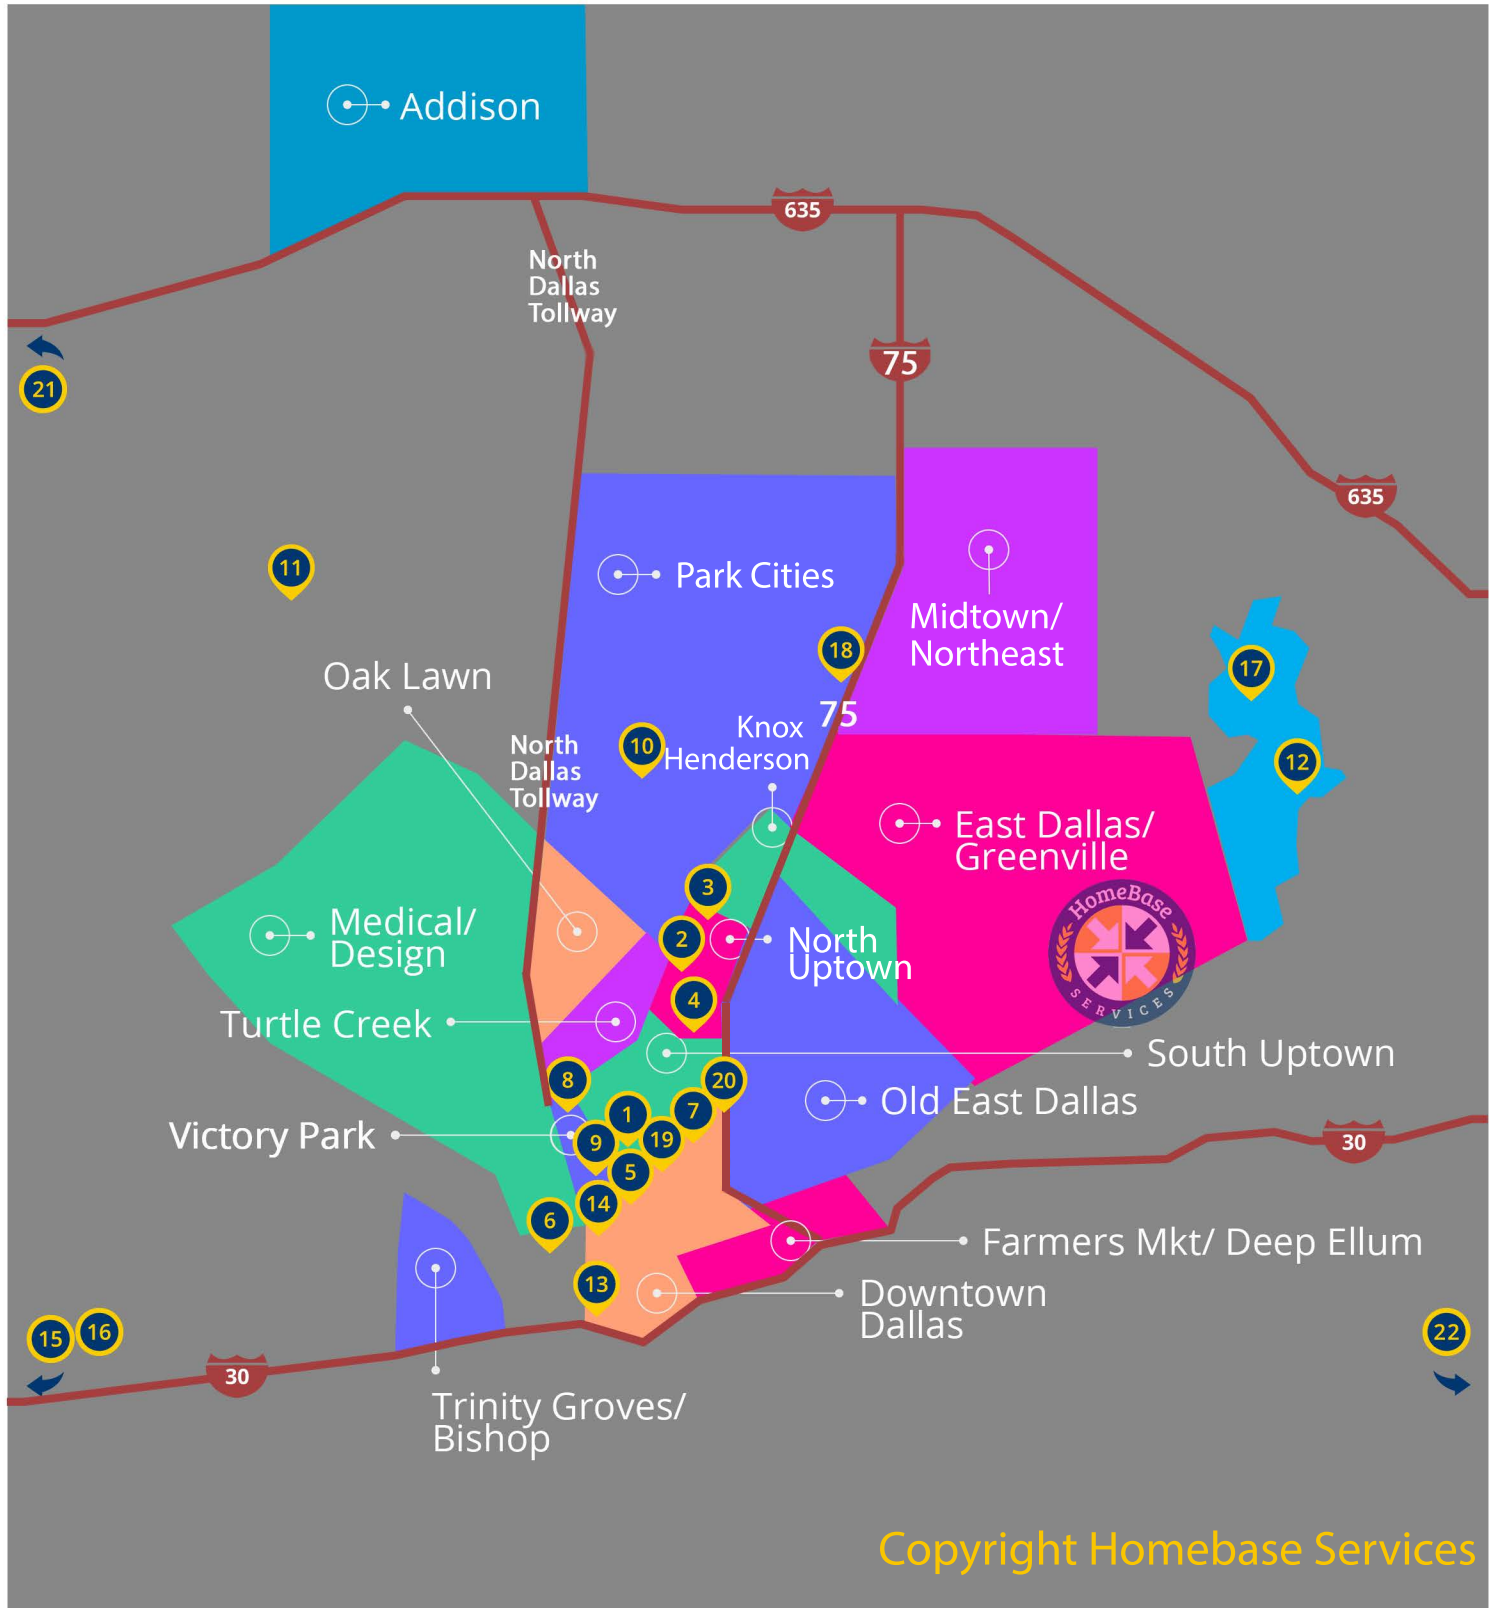 Addison
635
North
Dallas
Tollway
75
21
635
11
Park Cities
Midtown/
Northeast
18
17
Oak Lawn
75
Knox
Henderson
North
Dallas
Tollway
10
12
East Dallas/
Greenville
3
HomeBase
SERVICES
Medical/
Design
2
North
Uptown
4
Turtle Creek
South Uptown
8
20
Old East Dallas
1
7
Victory Park
9
19
30
5
14
6
Farmers Mkt/ Deep Ellum
13
Downtown
Dallas
15
16
22
30
Trinity Groves/
Bishop
Copyright Homebase Services